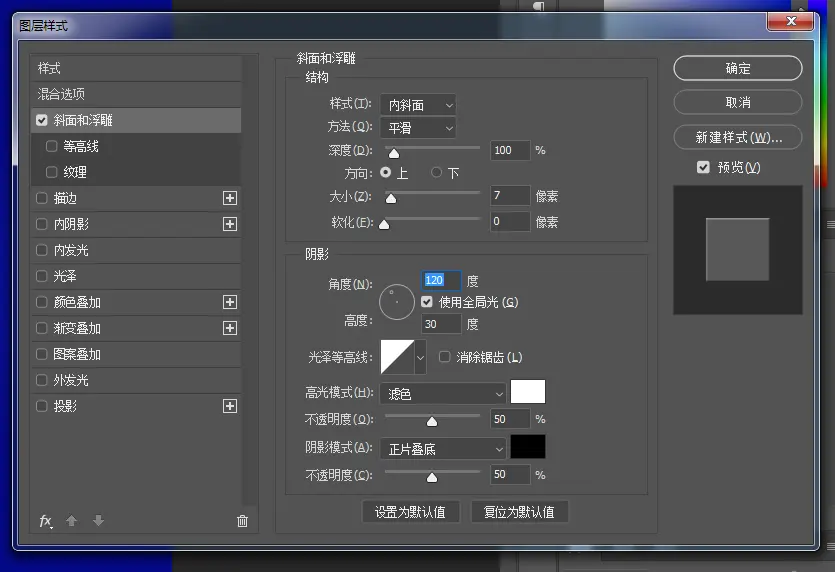 图层样式
样式
混合选项
斜面和浮雕
等高线
纹理
描边
内阴影
内发光
光泽
颜色叠加
渐变叠加
图案叠加
外发光
投影
fx
斜面和浮雕
结构
样式(T): 内斜面
方法(Q): 平滑
深度(D): 100 %
方向: 上 下
大小(Z): 7 像素
软化(F): 0 像素
阴影
角度(N): 120 度
使用全局光 (G)
高度: 30 度
光泽等高线: 消除锯齿 (L)
高光模式(H): 滤色
不透明度(O): 50 %
阴影模式(A): 正片叠底
不透明度(C): 50 %
设置为默认值 复位为默认值
确定
取消
新建样式(W)...
预览(V)